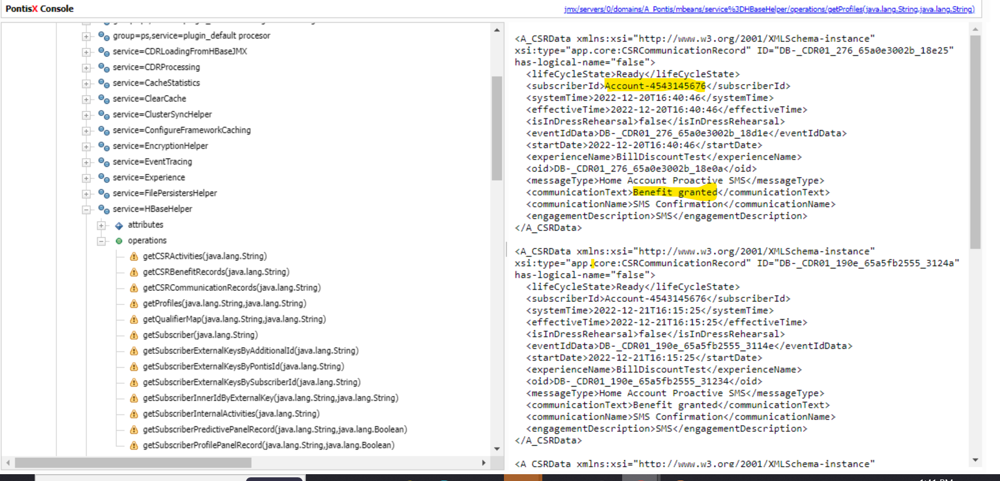 PontisX Console
jmx/servers/0/domains/A_Pontis/mbeans/service%3DHBaseHelper/operations/getProfiles(java.lang.String,java.lang.String)
group=ps,service=plugin_default procesor
service=CDRLoadingFromHBaseJMX
service=CDRProcessing
service=CacheStatistics
service=ClearCache
service=ClusterSyncHelper
service=ConfigureFrameworkCaching
service=EncryptionHelper
service=EventTracing
service=Experience
service=FilePersistersHelper
service=HBaseHelper
attributes
operations
getCSRActivities(java.lang.String)
getCSRBenefitRecords(java.lang.String)
getCSRCommunicationRecords(java.lang.String)
getProfiles(java.lang.String,java.lang.String)
getQualifierMap(java.lang.String,java.lang.String)
getSubscriber(java.lang.String)
getSubscriberExternalKeysByAdditionalId(java.lang.String)
getSubscriberExternalKeysByPontisId(java.lang.String)
getSubscriberExternalKeysBySubscriberId(java.lang.String)
getSubscriberInnerIdByExternalKey(java.lang.String,java.lang.String)
getSubscriberInternalActivities(java.lang.String)
getSubscriberPredictivePanelRecord(java.lang.String,java.lang.Boolean)
getSubscriberProfilePanelRecord(java.lang.String,java.lang.Boolean)
<A_CSRData xmlns:xsi="http://www.w3.org/2001/XMLSchema-instance"
xsi:type="app.core:CSRCommunicationRecord" ID="DB-_CDR01_276_65a0e3002b_18e25"
has-logical-name="false">
<lifeCycleState>Ready</lifeCycleState>
<subscriberId>Account-4543145676</subscriberId>
<systemTime>2022-12-20T16:40:46</systemTime>
<effectiveTime>2022-12-20T16:40:46</effectiveTime>
<isInDressRehearsal>false</isInDressRehearsal>
<eventIdData>DB-_CDR01_276_65a0e3002b_18d1e</eventIdData>
<startDate>2022-12-20T16:40:46</startDate>
<experienceName>BillDiscountTest</experienceName>
<oid>DB-_CDR01_276_65a0e3002b_18e0a</oid>
<messageType>Home Account Proactive SMS</messageType>
<communicationText>Benefit granted</communicationText>
<communicationName>SMS Confirmation</communicationName>
<engagementDescription>SMS</engagementDescription>
</A_CSRData>
<A_CSRData xmlns:xsi="http://www.w3.org/2001/XMLSchema-instance"
xsi:type="app.core:CSRCommunicationRecord" ID="DB-_CDR01_190e_65a5fb2555_3124a"
has-logical-name="false">
<lifeCycleState>Ready</lifeCycleState>
<subscriberId>Account-4543145676</subscriberId>
<systemTime>2022-12-21T16:15:25</systemTime>
<effectiveTime>2022-12-21T16:15:25</effectiveTime>
<isInDressRehearsal>false</isInDressRehearsal>
<eventIdData>DB-_CDR01_190e_65a5fb2555_3114e</eventIdData>
<startDate>2022-12-21T16:15:25</startDate>
<experienceName>BillDiscountTest</experienceName>
<oid>DB-_CDR01_190e_65a5fb2555_31234</oid>
<messageType>Home Account Proactive SMS</messageType>
<communicationText>Benefit granted</communicationText>
<communicationName>SMS Confirmation</communicationName>
<engagementDescription>SMS</engagementDescription>
</A_CSRData>
<A_CSRData xmlns:xsi="http://www.w3.org/2001/XMLSchema-instance"
1:41 PM